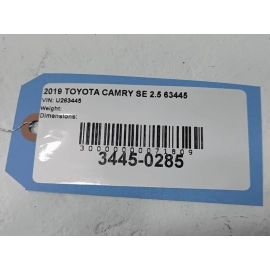 2019 TOYOTA CAMRY SE 2.5 63445
VIN: U263445
Weight:
Dimensions:
3445-0285